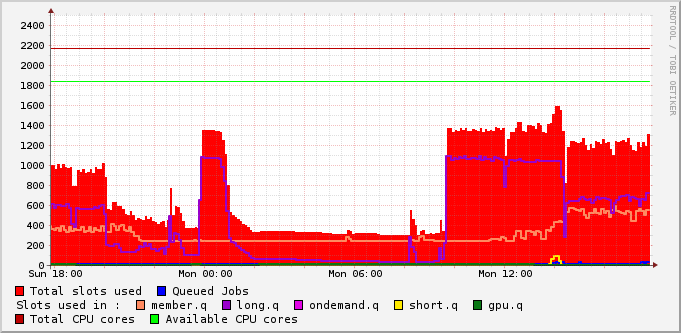 RRDTOOL / TOBI OETIKER
2400
2200
2000
1800
1600
1400
1200
1000
800
600
400
200
0
Sun 18:00 Mon 00:00 Mon 06:00 Mon 12:00
Total slots used Queued Jobs
Slots used in : member.q long.q ondemand.q short.q gpu.q
Total CPU cores Available CPU cores